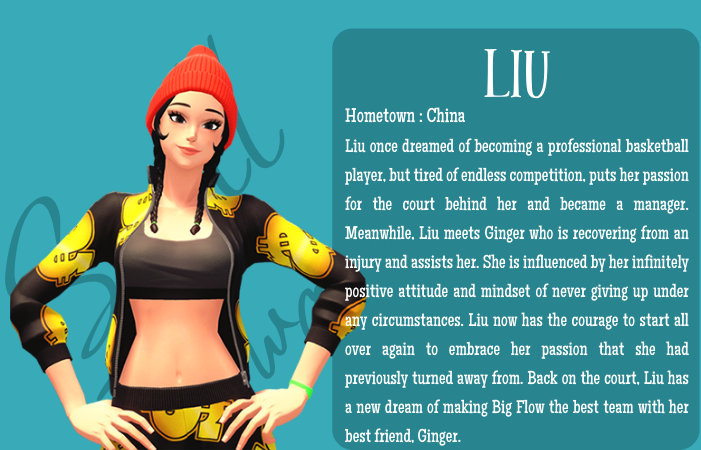 LIU
Hometown : China
Liu once dreamed of becoming a professional basketball
player, but tired of endless competition, puts her passion
for the court behind her and became a manager.
Meanwhile, Liu meets Ginger who is recovering from an
injury and assists her. She is influenced by her infinitely
positive attitude and mindset of never giving up under
any circumstances. Liu now has the courage to start all
over again to embrace her passion that she had
previously turned away from. Back on the court, Liu has
a new dream of making Big Flow the best team with her
best friend, Ginger.